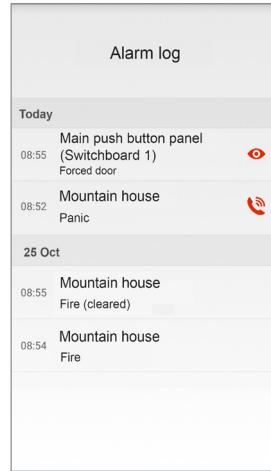 Alarm log
Today
Main push button panel
08:55 (Switchboard 1)
Forced door
Mountain house
08:52
Panic
25 Oct
Mountain house
08:55
Fire (cleared)
Mountain house
08:54
Fire